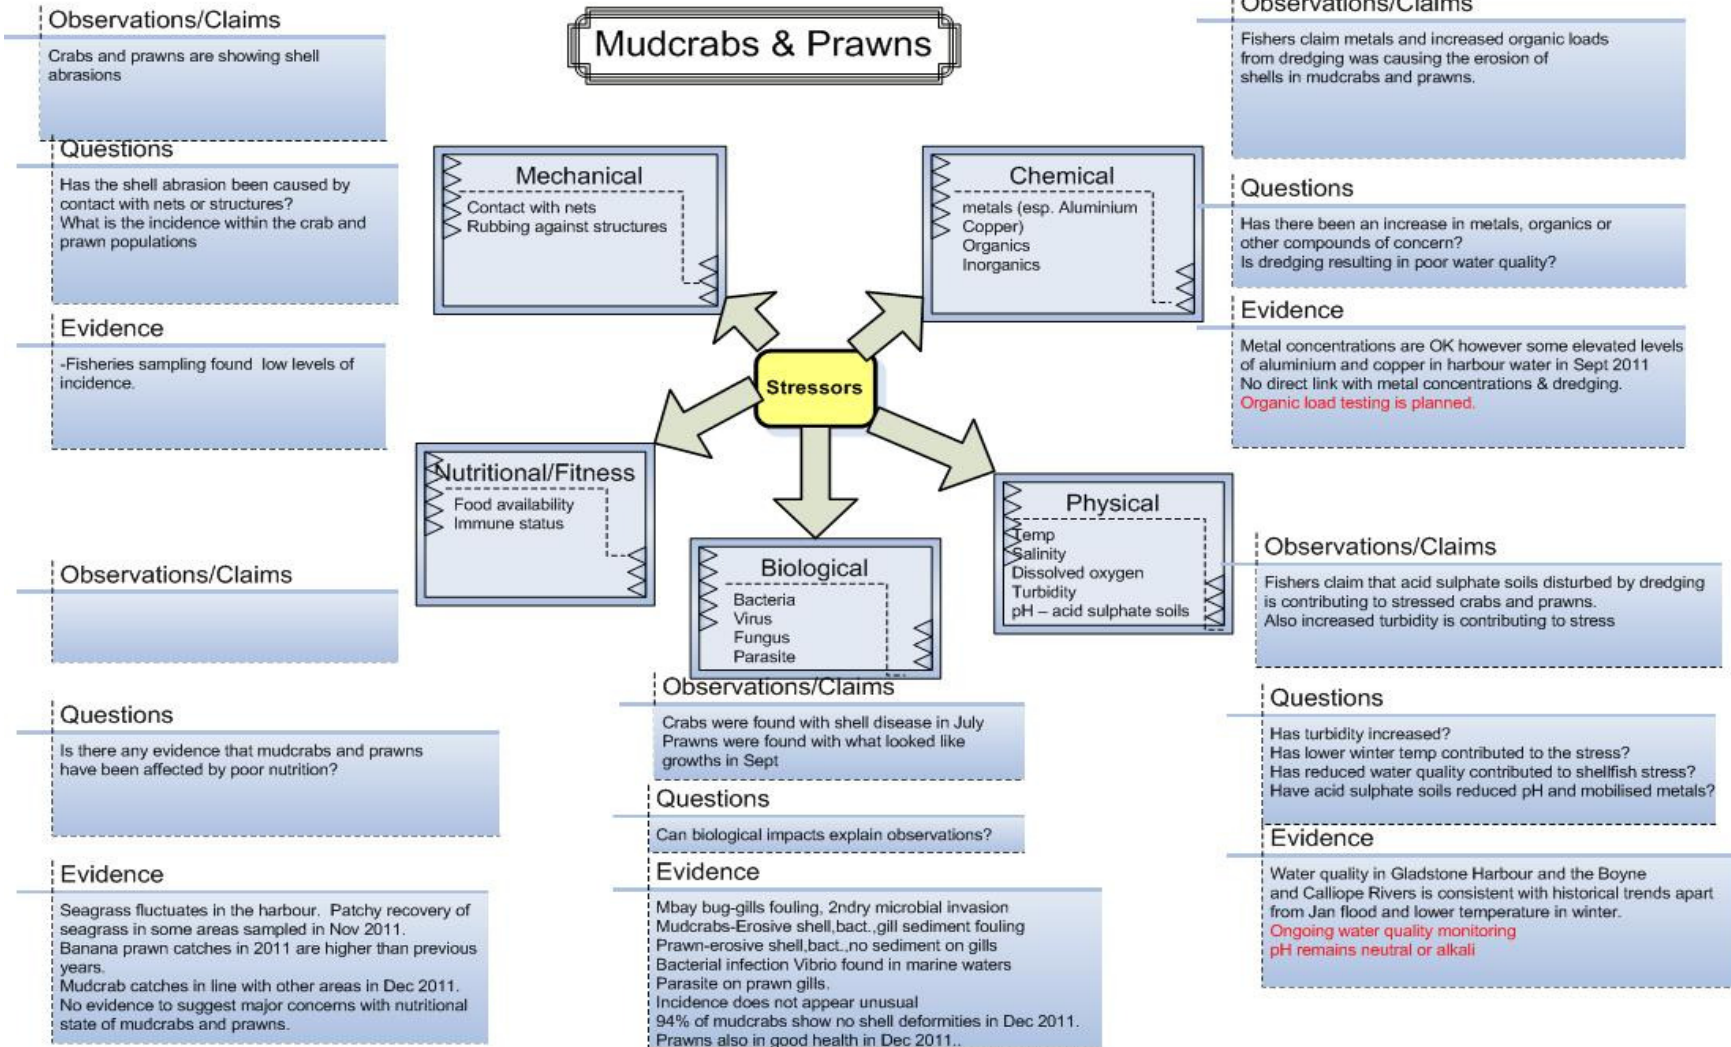 Mudcrabs & Prawns
Observations/Claims
Crabs and prawns are showing shell
abrasions
Questions
Has the shell abrasion been caused by
contact with nets or structures?
What is the incidence within the crab and
prawn populations
Evidence
-Fisheries sampling found low levels of
incidence.
Mechanical
Contact with nets
Rubbing against structures
Chemical
metals (esp. Aluminium
Copper)
Organics
Inorganics
Observations/Claims
Fishers claim metals and increased organic loads
from dredging was causing the erosion of
shells in mudcrabs and prawns.
Questions
Has there been an increase in metals, organics or
other compounds of concern?
Is dredging resulting in poor water quality?
Evidence
Metal concentrations are OK however some elevated levels
of aluminium and copper in harbour water in Sept 2011
No direct link with metal concentrations & dredging.
Organic load testing is planned.
Stressors
Nutritional/Fitness
Food availability
Immune status
Biological
Bacteria
Virus
Fungus
Parasite
Physical
Temp
Salinity
Dissolved oxygen
Turbidity
pH – acid sulphate soils
Observations/Claims
Questions
Is there any evidence that mudcrabs and prawns
have been affected by poor nutrition?
Evidence
Seagrass fluctuates in the harbour. Patchy recovery of
seagrass in some areas sampled in Nov 2011.
Banana prawn catches in 2011 are higher than previous
years.
Mudcrab catches in line with other areas in Dec 2011.
No evidence to suggest major concerns with nutritional
state of mudcrabs and prawns.
Observations/Claims
Crabs were found with shell disease in July
Prawns were found with what looked like
growths in Sept
Questions
Can biological impacts explain observations?
Evidence
Mbay bug-gills fouling, 2ndry microbial invasion
Mudcrabs-Erosive shell,bact.,gill sediment fouling
Prawn-erosive shell,bact.,no sediment on gills
Bacterial infection Vibrio found in marine waters
Parasite on prawn gills.
Incidence does not appear unusual
94% of mudcrabs show no shell deformities in Dec 2011.
Prawns also in good health in Dec 2011..
Observations/Claims
Fishers claim that acid sulphate soils disturbed by dredging
is contributing to stressed crabs and prawns.
Also increased turbidity is contributing to stress
Questions
Has turbidity increased?
Has lower winter temp contributed to the stress?
Has reduced water quality contributed to shellfish stress?
Have acid sulphate soils reduced pH and mobilised metals?
Evidence
Water quality in Gladstone Harbour and the Boyne
and Calliope Rivers is consistent with historical trends apart
from Jan flood and lower temperature in winter.
Ongoing water quality monitoring
pH remains neutral or alkali